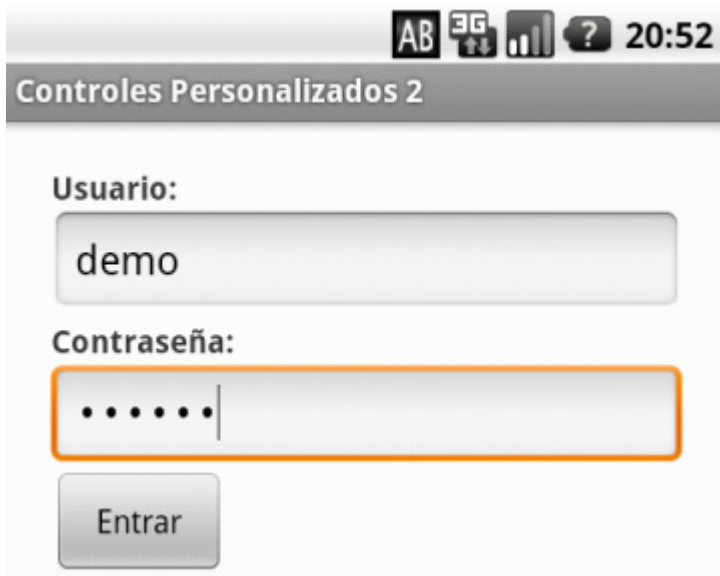 AB 3G ? 20:52
Controles Personalizados 2
Usuario:
demo
Contraseña:
••••••
Entrar